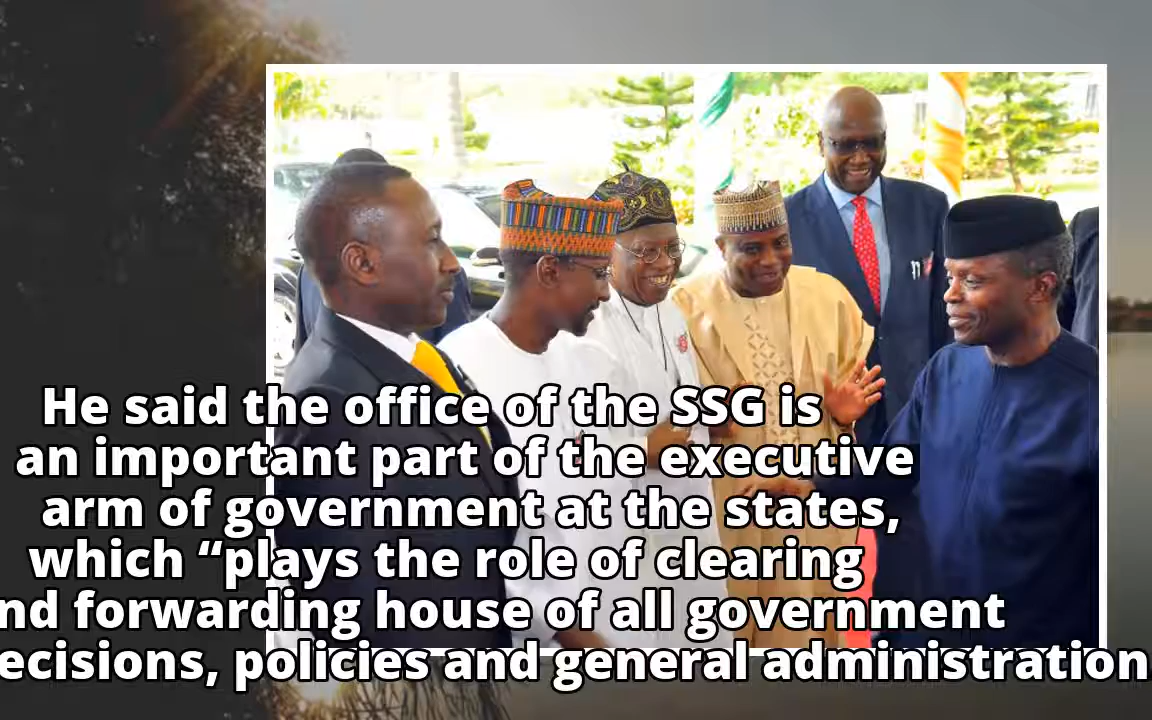 He said the office of the SSG is
an important part of the executive
arm of government at the states,
which “plays the role of clearing
nd forwarding house of all government
ecisions, policies and general administration